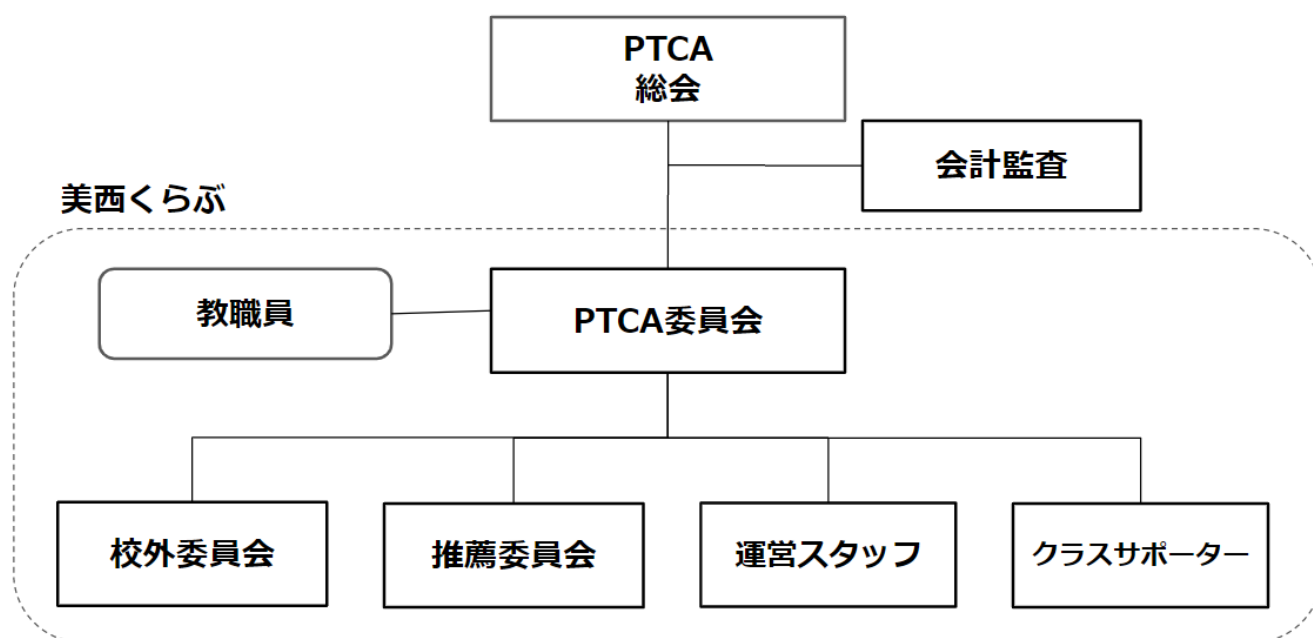 PTCA
総会
会計監査
美西くらぶ
教職員
PTCA委員会
校外委員会
推薦委員会
運営スタッフ
クラスサポーター